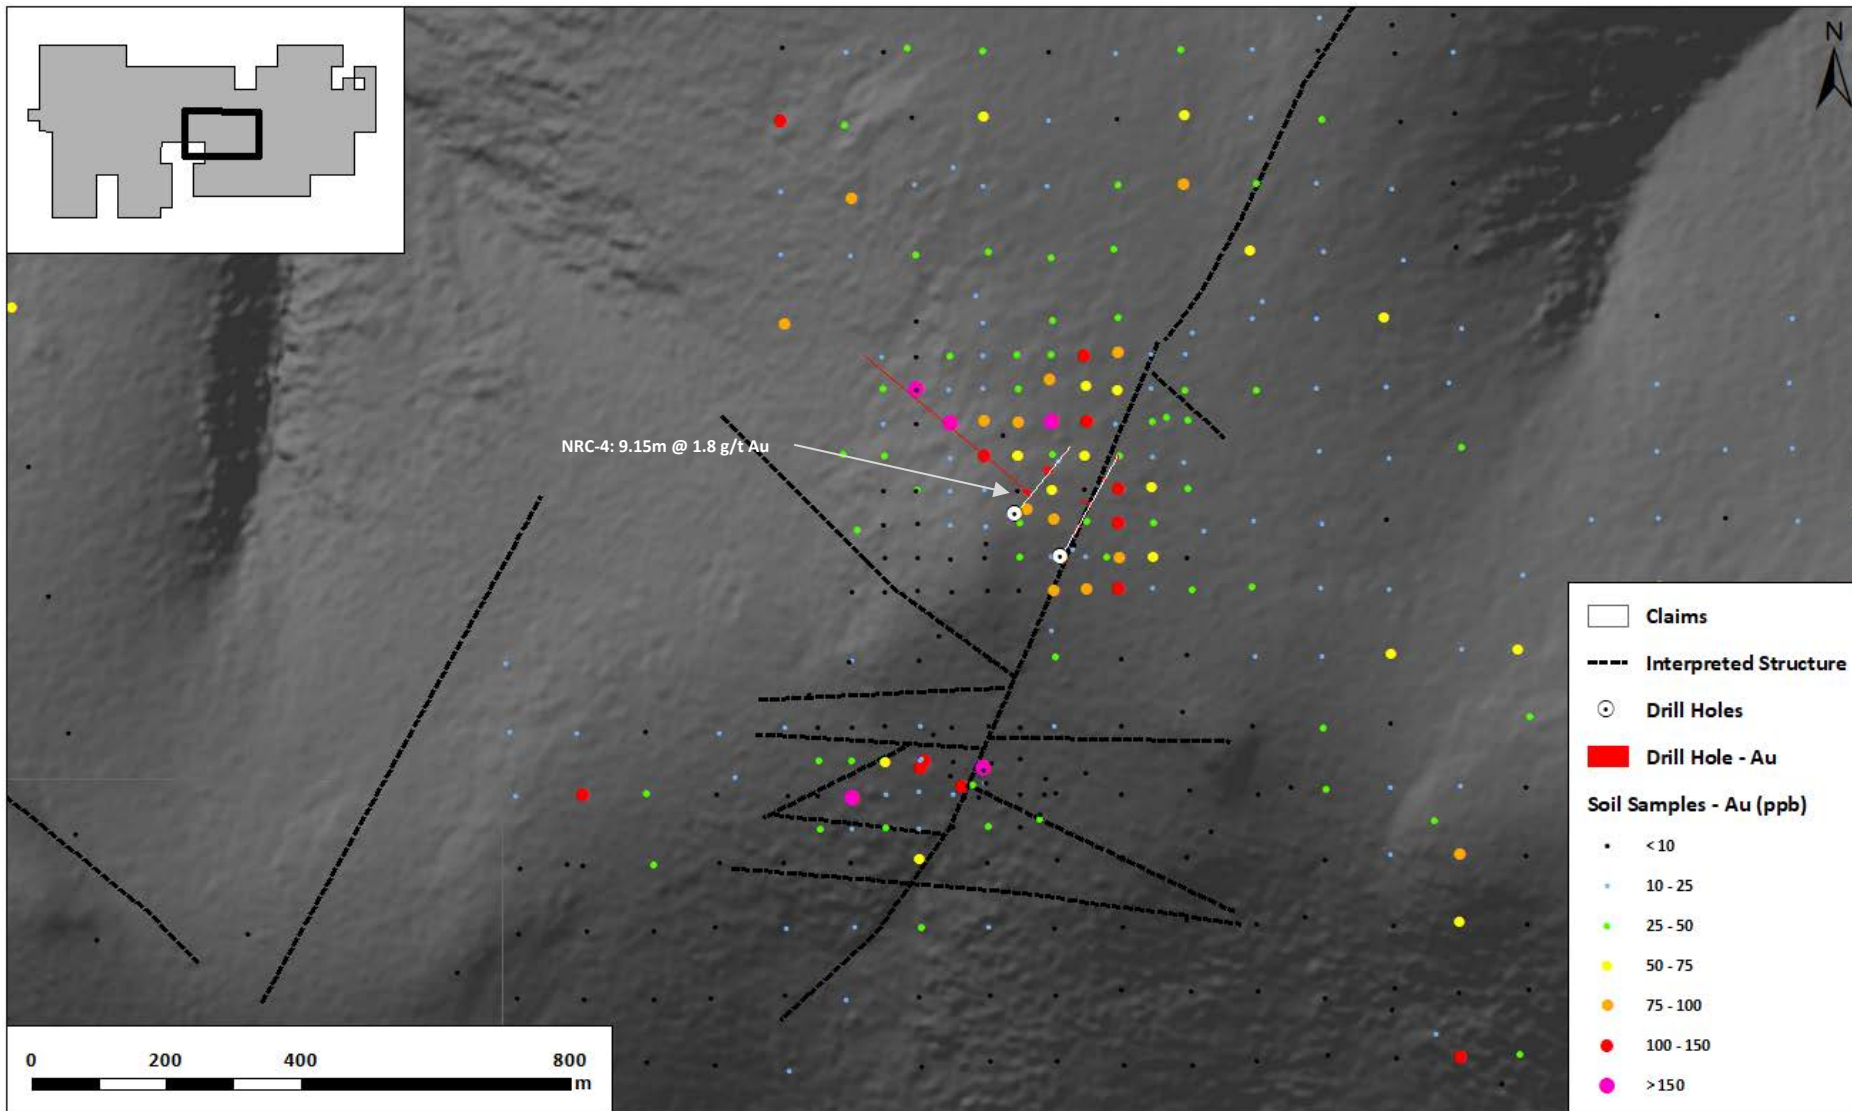 N
NRC-4: 9.15m @ 1.8 g/t Au
Claims
Interpreted Structure
Drill Holes
Drill Hole - Au
Soil Samples - Au (ppb)
< 10
10 - 25
25 - 50
50 - 75
75 - 100
100 - 150
> 150
0 200 400 800
m